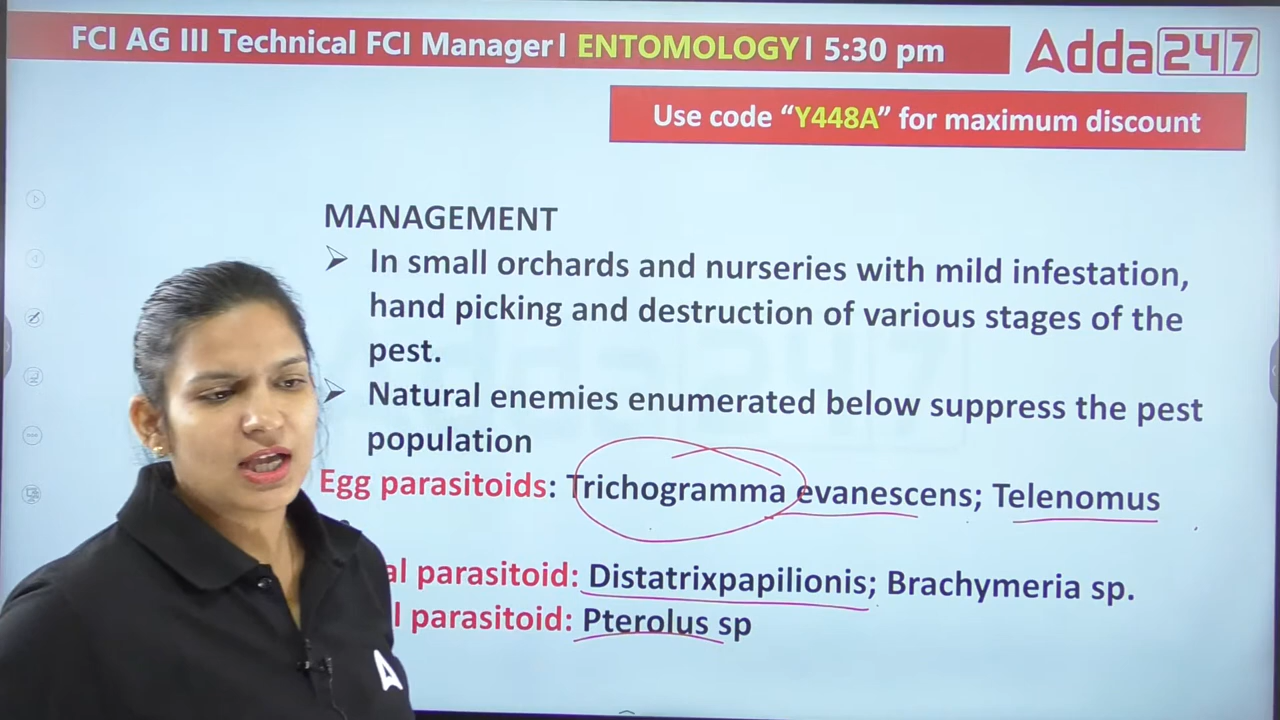 FCI AG III Technical FCI Manager I ENTOMOLOGY I 5:30 pm
Adda 247
Use code “Y448A” for maximum discount
MANAGEMENT
In small orchards and nurseries with mild infestation,
hand picking and destruction of various stages of the
pest.
Natural enemies enumerated below suppress the pest
population
Egg parasitoids: Trichogramma evanescens; Telenomus
al parasitoid: Distatrixpapilionis; Brachymeria sp.
l parasitoid: Pterolus sp